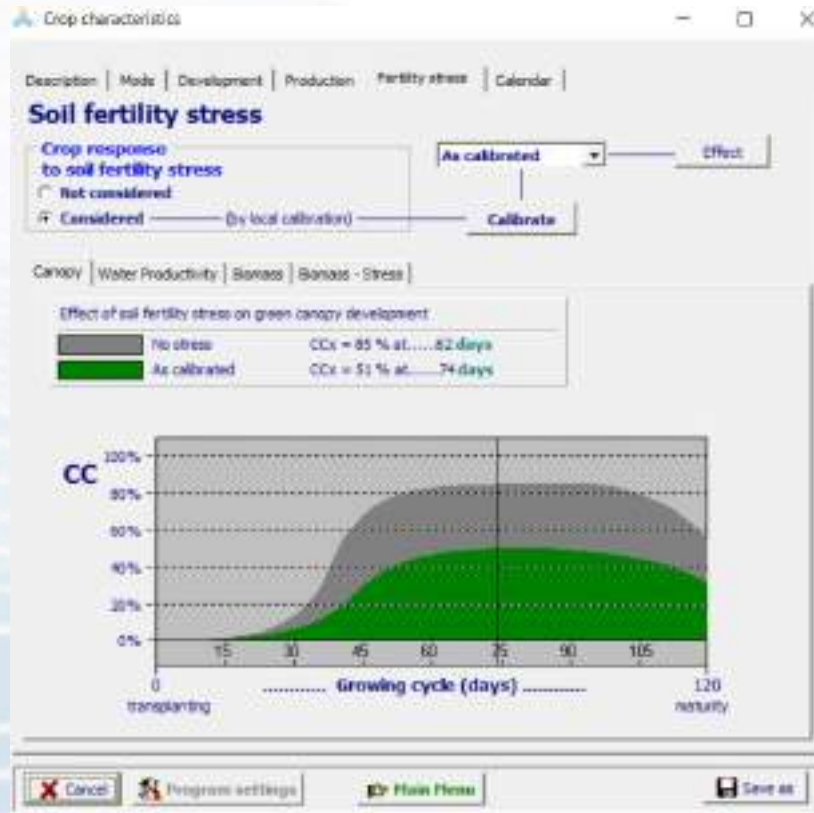 Crop characteristics
Description | Mode | Development | Production | Fertility stress | Calendar
Soil fertility stress
Crop response
to soil fertility stress
Not considered
Considered (by local calibration)
As calibrated
Effect
Calibrate
Canopy | Water Productivity | Biomass | Biomass - Stress
Effect of soil fertility stress on green canopy development
No stress CCx = 85 % at......62 days
As calibrated CCx = 51 % at......74 days
CC
100%
80%
60%
40%
20%
0%
15 30 45 60 75 90 105
0 ............ Growing cycle (days) ............ 120
transplanting maturity
Cancel Program settings Main Menu Save as